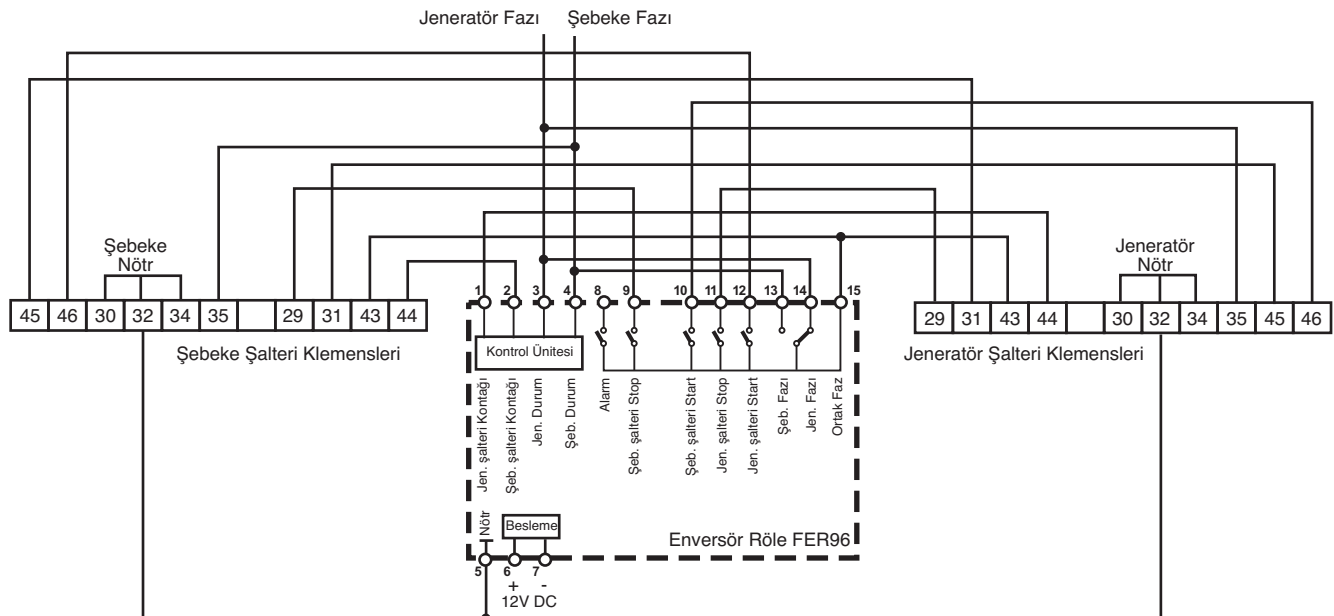 Jeneratör Fazı
Şebeke Fazı
Şebeke
Nötr
Jeneratör
Nötr
1
2
3
4
8
9
10
11
12
13
14
15
45
46
30
32
34
35
29
31
43
44
29
31
43
44
30
32
34
35
45
46
Şebeke Şalteri Klemensleri
Jeneratör Şalteri Klemensleri
Kontrol Ünitesi
Jen. şalteri Kontağı
Şeb. şalteri Kontağı
Jen. Durum
Şeb. Durum
Alarm
Şeb. şalteri Stop
Şeb. şalteri Start
Jen. şalteri Stop
Jen. şalteri Start
Şeb. Fazı
Jen. Fazı
Ortak Faz
Nötr
Besleme
Enversör Röle FER96
5
6
7
+
-
12V DC